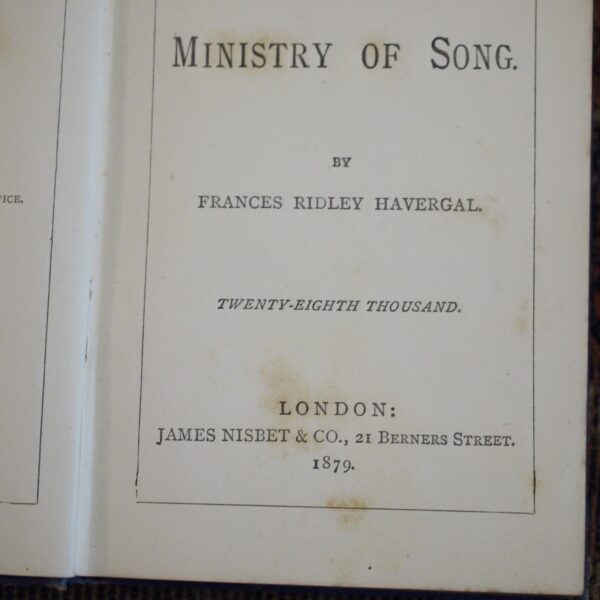 MINISTRY OF SONG.
BY
FRANCES RIDLEY HAVERGAL.
TWENTY-EIGHTH THOUSAND.
LONDON:
JAMES NISBET & CO., 21 BERNERS STREET.
1879.